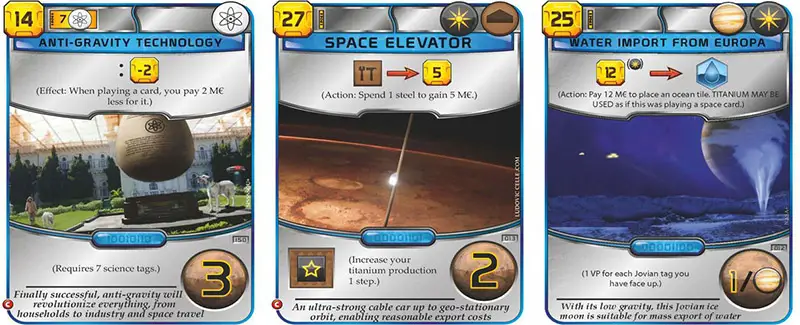 14
7
ANTI-GRAVITY TECHNOLOGY
: -2
(Effect: When playing a card, you pay 2 M€
less for it.)
150
(Requires 7 science tags.)
3
Finally successful, anti-gravity will
revolutionize everything, from
households to industry and space travel
27
SPACE ELEVATOR
5
(Action: Spend 1 steel to gain 5 M€.)
LUDOVICCELLE.COM
203
(Increase your
titanium production
1 step.)
2
C
An ultra-strong cable car up to geo-stationary
orbit, enabling reasonable export costs
25
WATER IMPORT FROM EUROPA
12
(Action: Pay 12 M€ to place an ocean tile. TITANIUM MAY BE
USED as if this was playing a space card.)
012
(1 VP for each Jovian tag you
have face up.)
1/
With its low gravity, this Jovian ice
moon is suitable for mass export of water